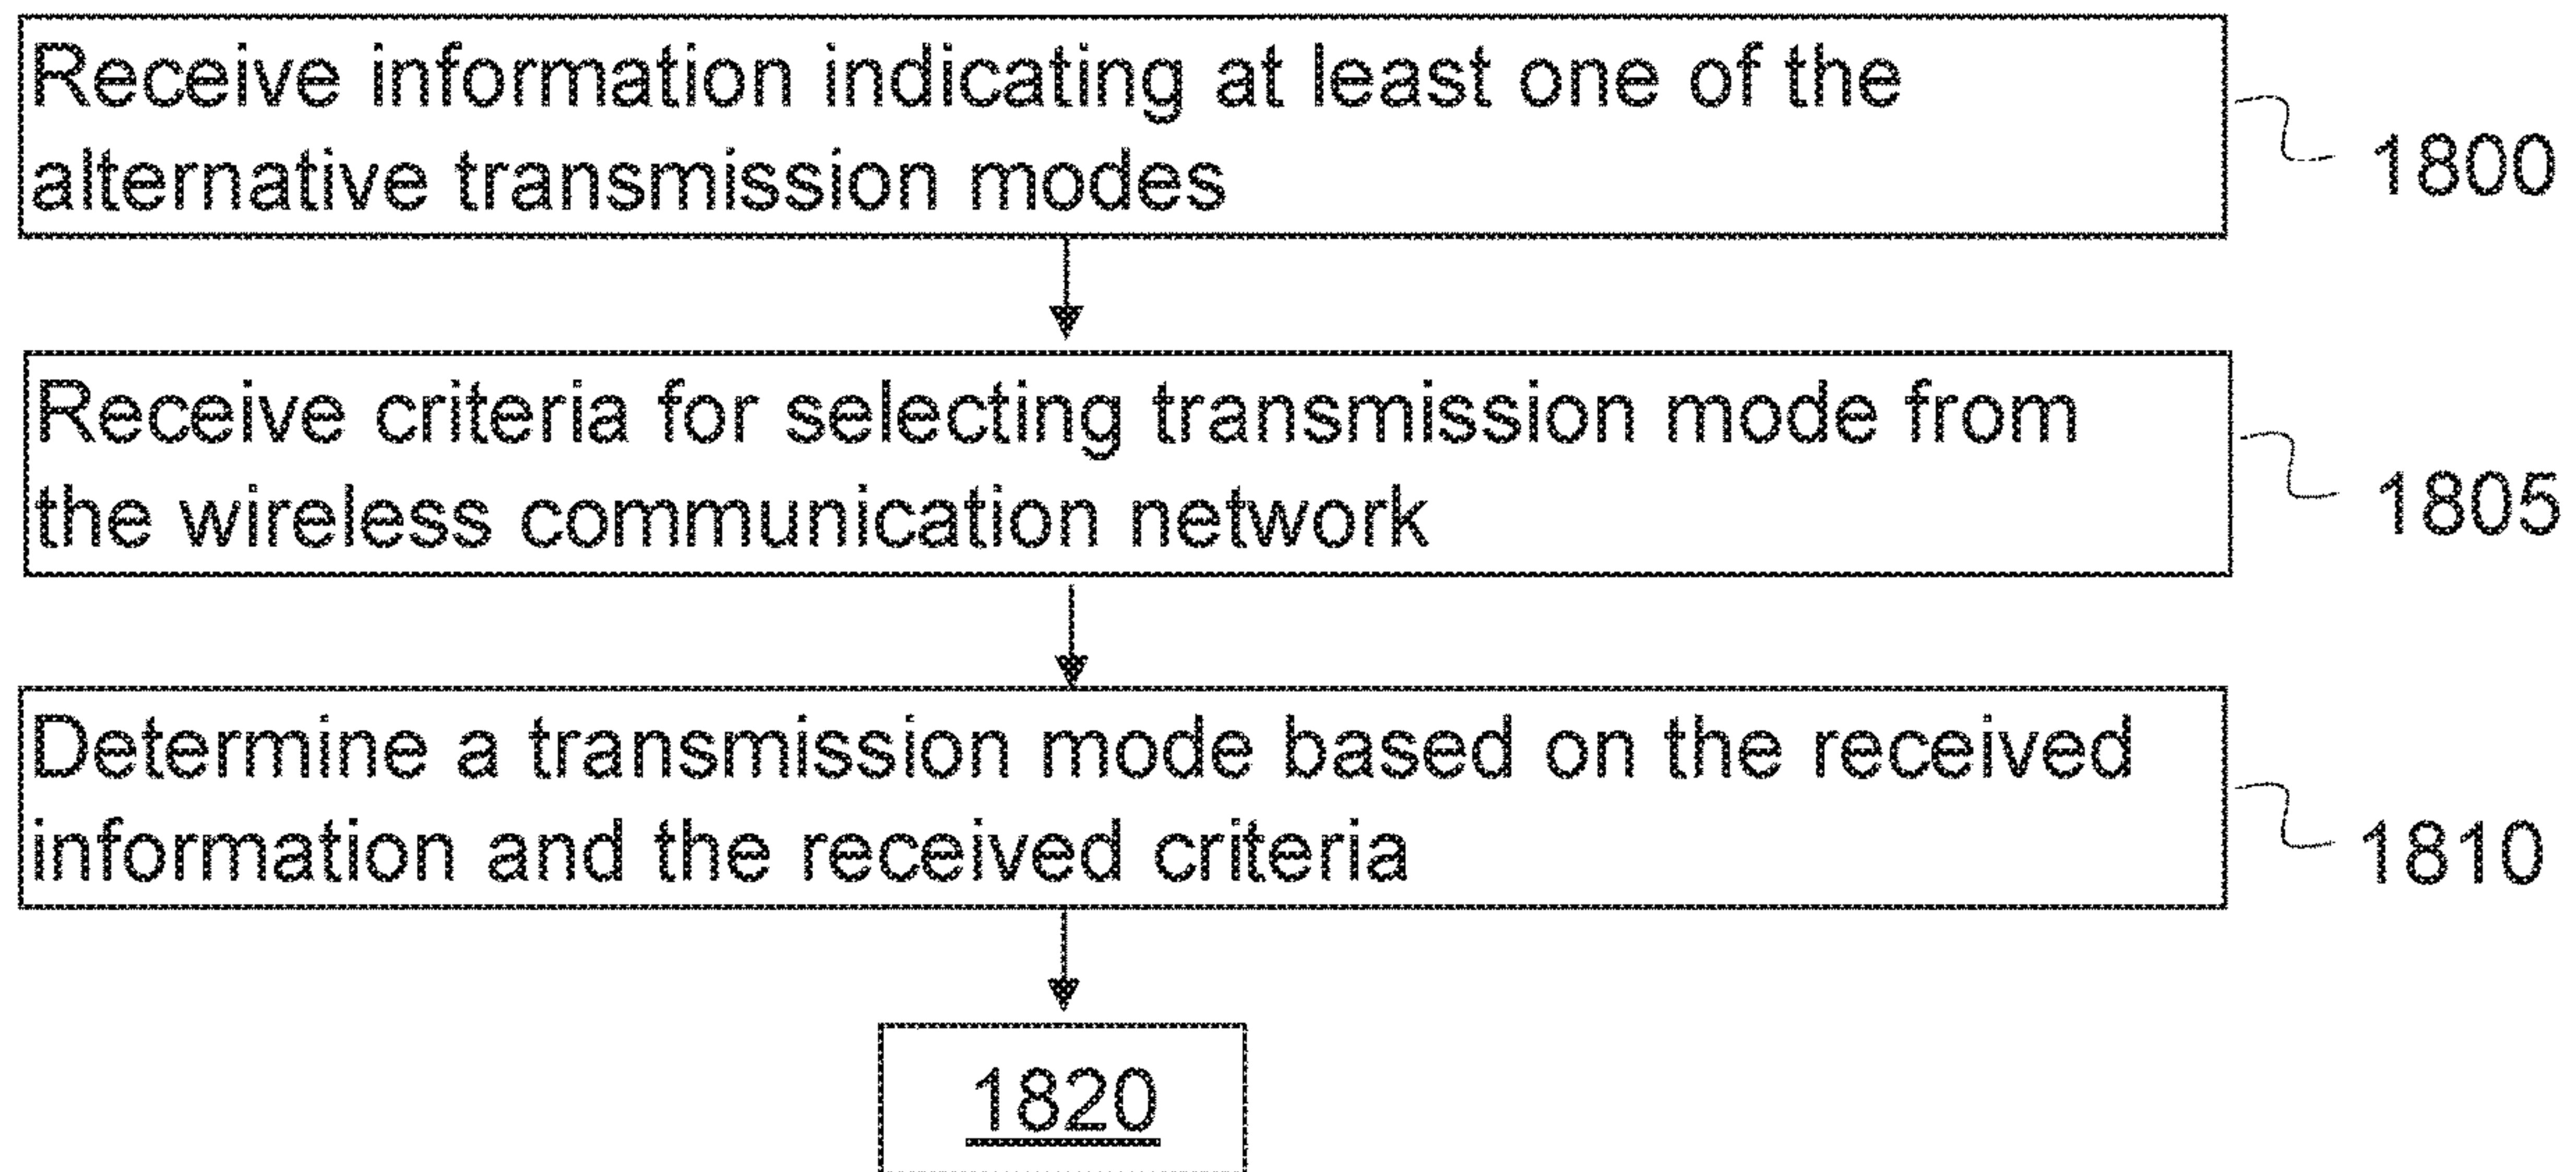 Receive information indicating at least one of the
alternative transmission modes
1800
Receive criteria for selecting transmission mode from
the wireless communication network
1805
Determine a transmission mode based on the received
information and the received criteria
1810
1820